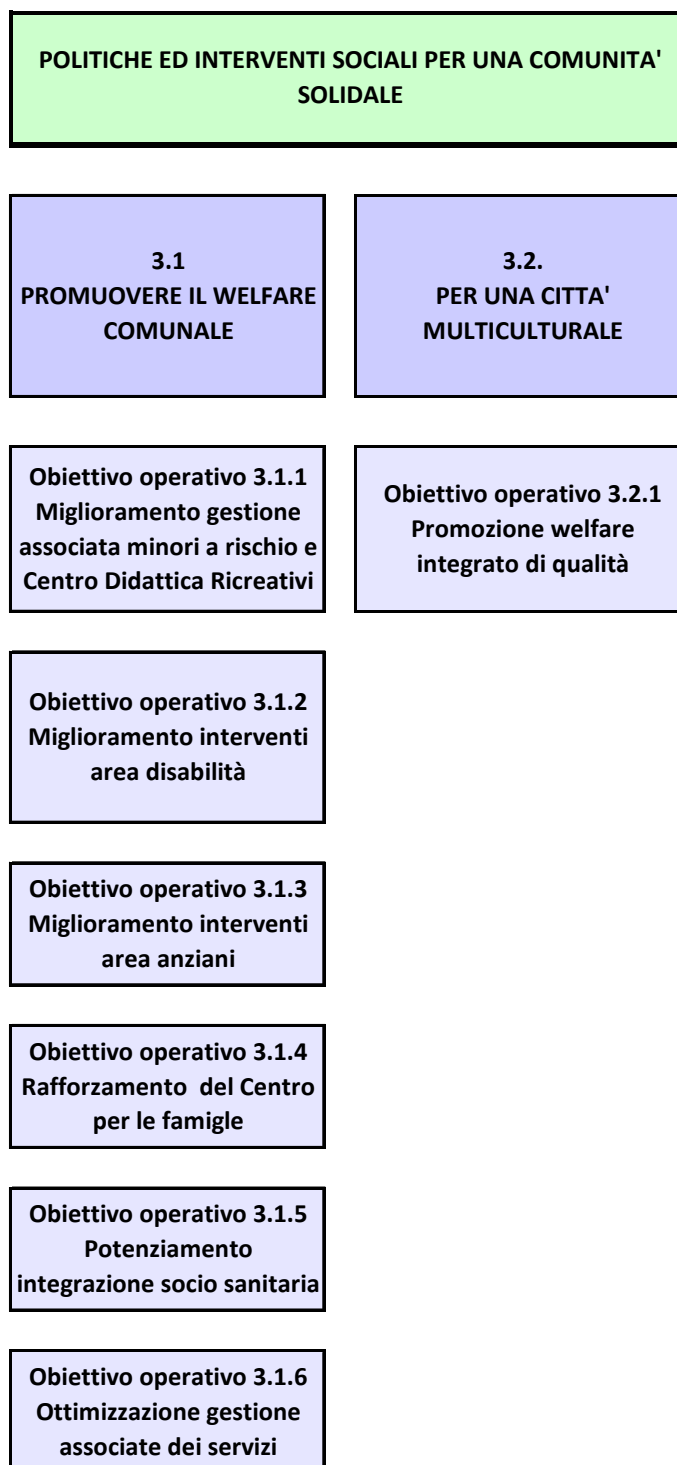 POLITICHE ED INTERVENTI SOCIALI PER UNA COMUNITA'
SOLIDALE
3.1
PROMUOVERE IL WELFARE
COMUNALE
3.2.
PER UNA CITTA'
MULTICULTURALE
Obiettivo operativo 3.1.1
Miglioramento gestione
associata minori a rischio e
Centro Didattica Ricreativi
Obiettivo operativo 3.2.1
Promozione welfare
integrato di qualità
Obiettivo operativo 3.1.2
Miglioramento interventi
area disabilità
Obiettivo operativo 3.1.3
Miglioramento interventi
area anziani
Obiettivo operativo 3.1.4
Rafforzamento del Centro
per le famigle
Obiettivo operativo 3.1.5
Potenziamento
integrazione socio sanitaria
Obiettivo operativo 3.1.6
Ottimizzazione gestione
associate dei servizi